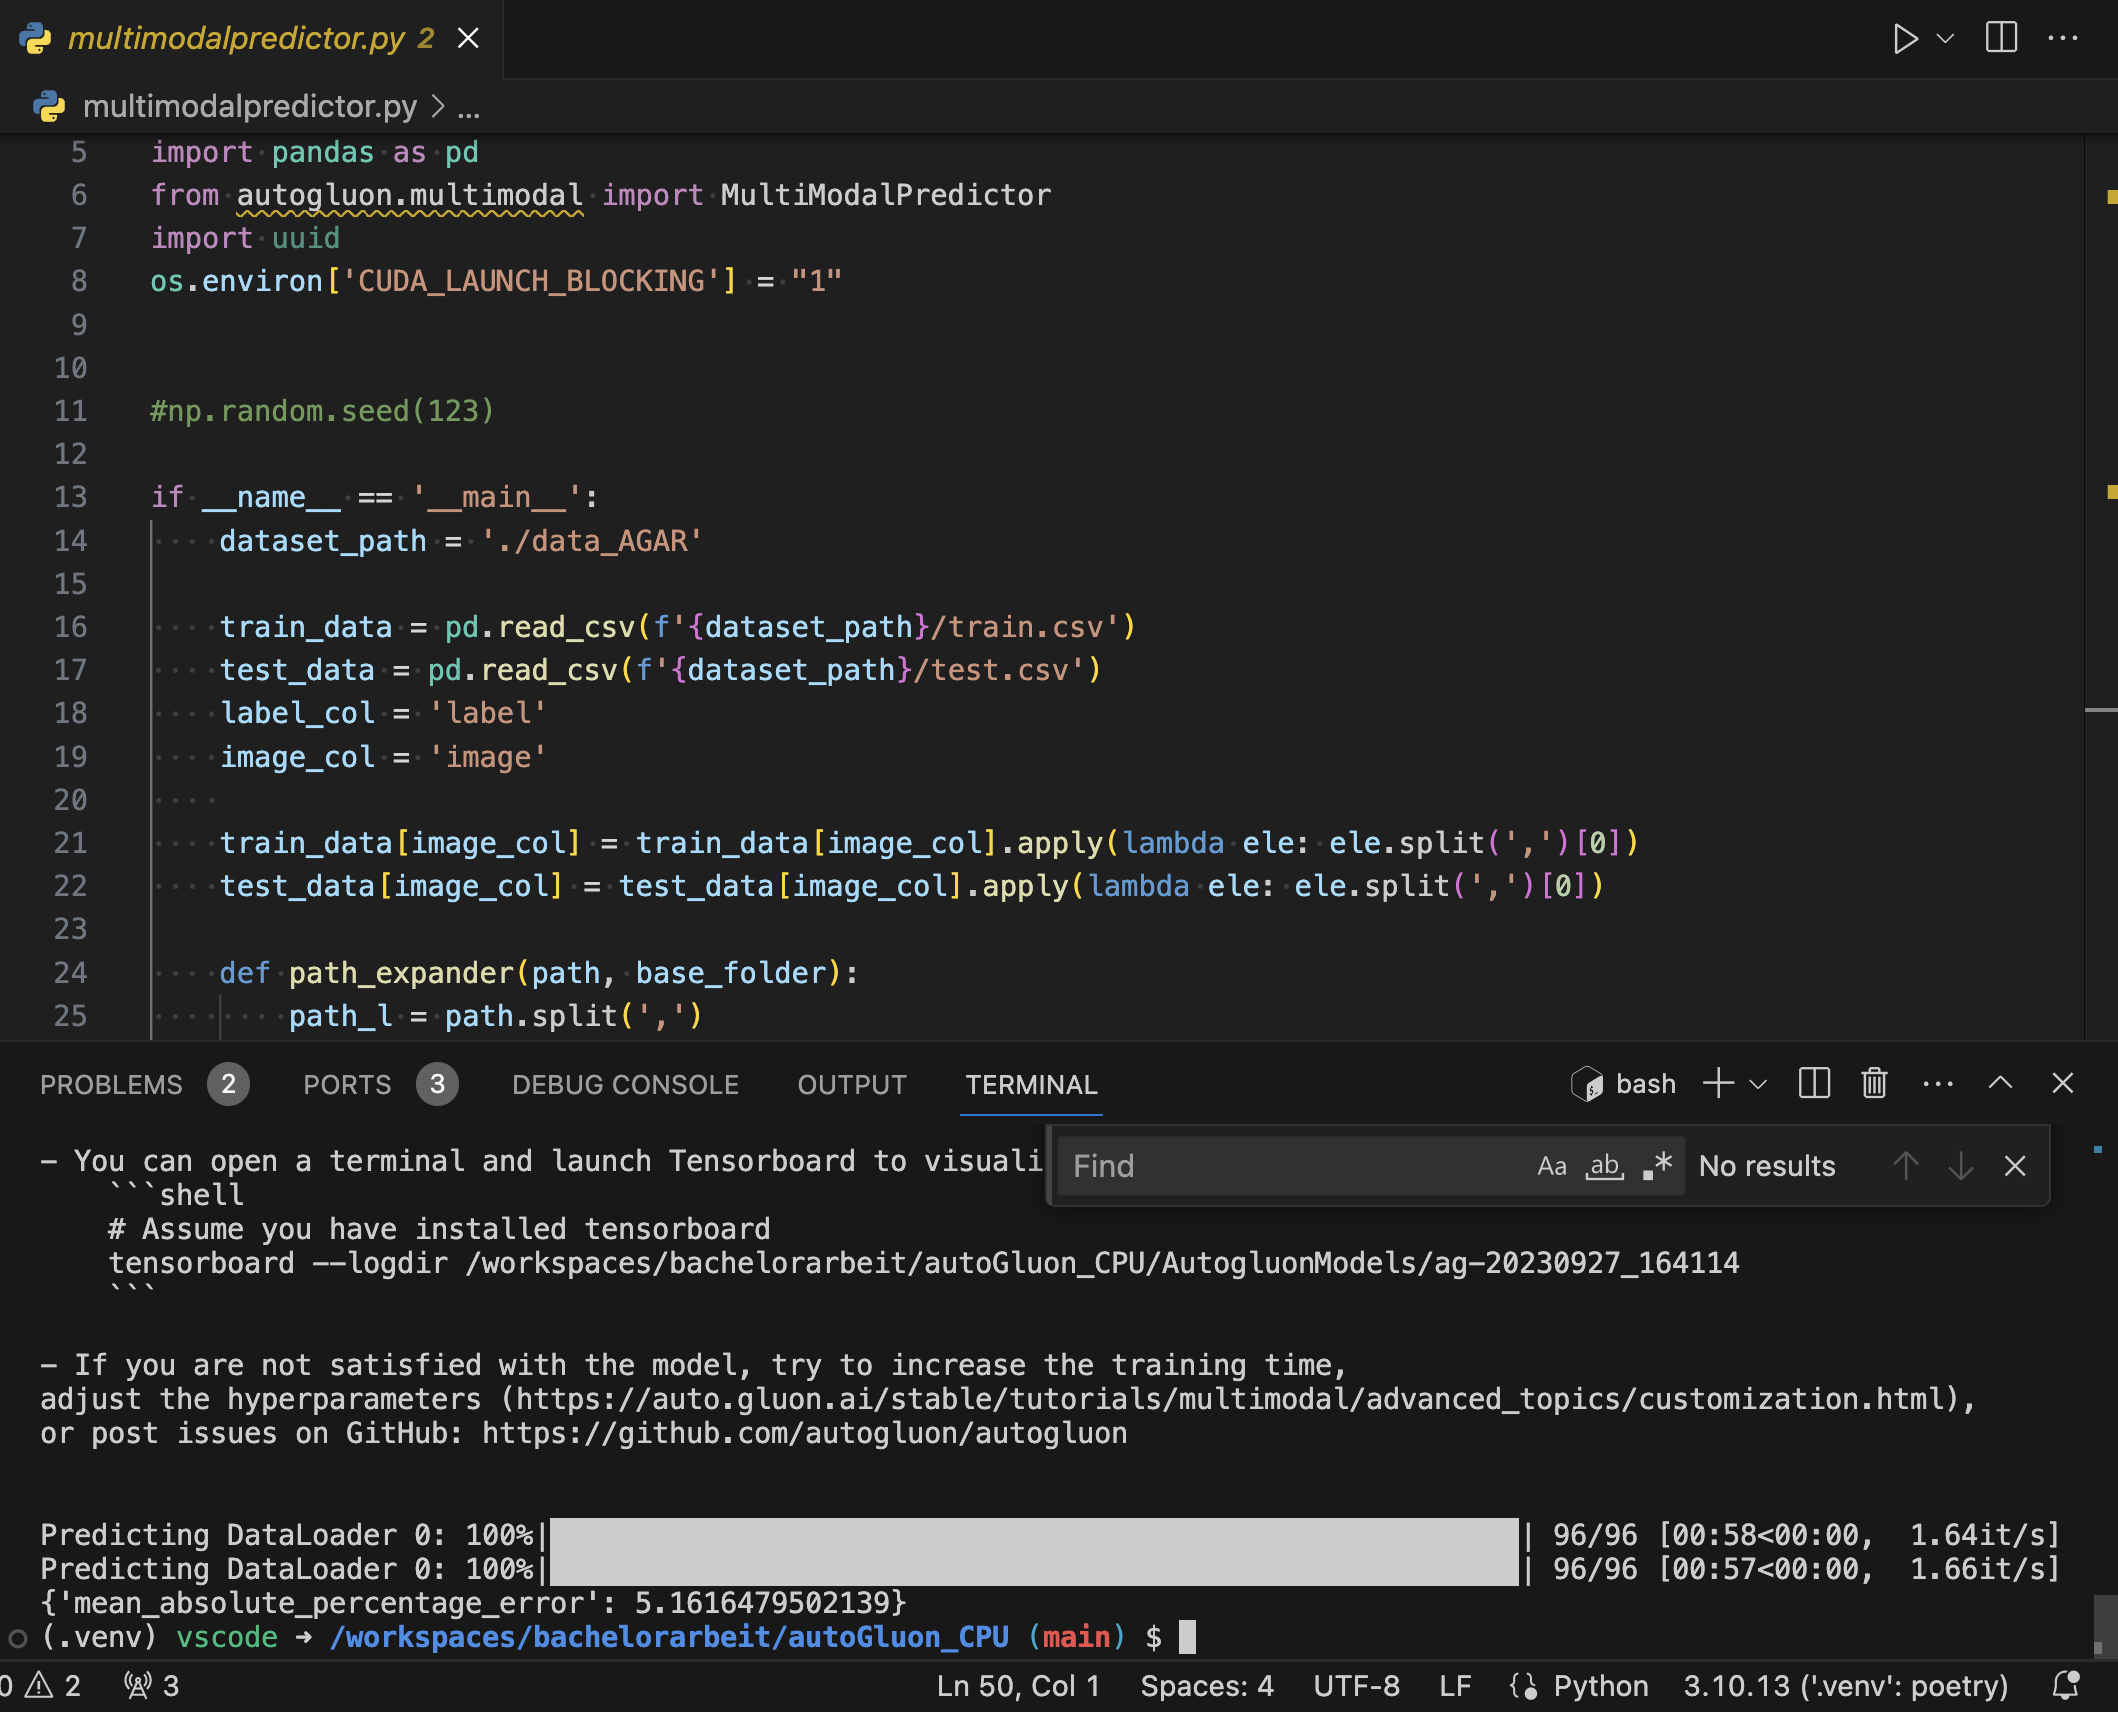 multimodalpredictor.py 2
multimodalpredictor.py > ...
5 import pandas as pd
6 from autogluon.multimodal import MultiModalPredictor
7 import uuid
8 os.environ['CUDA_LAUNCH_BLOCKING'] = "1"
9
10
11 #np.random.seed(123)
12
13 if __name__ == '__main__':
14 dataset_path = './data_AGAR'
15
16 train_data = pd.read_csv(f'{dataset_path}/train.csv')
17 test_data = pd.read_csv(f'{dataset_path}/test.csv')
18 label_col = 'label'
19 image_col = 'image'
20
21 train_data[image_col] = train_data[image_col].apply(lambda ele: ele.split(',')[0])
22 test_data[image_col] = test_data[image_col].apply(lambda ele: ele.split(',')[0])
23
24 def path_expander(path, base_folder):
25 path_l = path.split(',')
PROBLEMS 2 PORTS 3 DEBUG CONSOLE OUTPUT TERMINAL bash
Find Aa ab .* No results
- You can open a terminal and launch Tensorboard to visuali
```shell
# Assume you have installed tensorboard
tensorboard --logdir /workspaces/bachelorarbeit/autoGluon_CPU/AutogluonModels/ag-20230927_164114
```
- If you are not satisfied with the model, try to increase the training time,
adjust the hyperparameters (https://auto.gluon.ai/stable/tutorials/multimodal/advanced_topics/customization.html),
or post issues on GitHub: https://github.com/autogluon/autogluon
Predicting DataLoader 0: 100%| | 96/96 [00:58<00:00, 1.64it/s]
Predicting DataLoader 0: 100%| | 96/96 [00:57<00:00, 1.66it/s]
{'mean_absolute_percentage_error': 5.1616479502139}
(.venv) vscode ➜ /workspaces/bachelorarbeit/autoGluon_CPU (main) $
0 2 3 Ln 50, Col 1 Spaces: 4 UTF-8 LF Python 3.10.13 ('.venv': poetry)